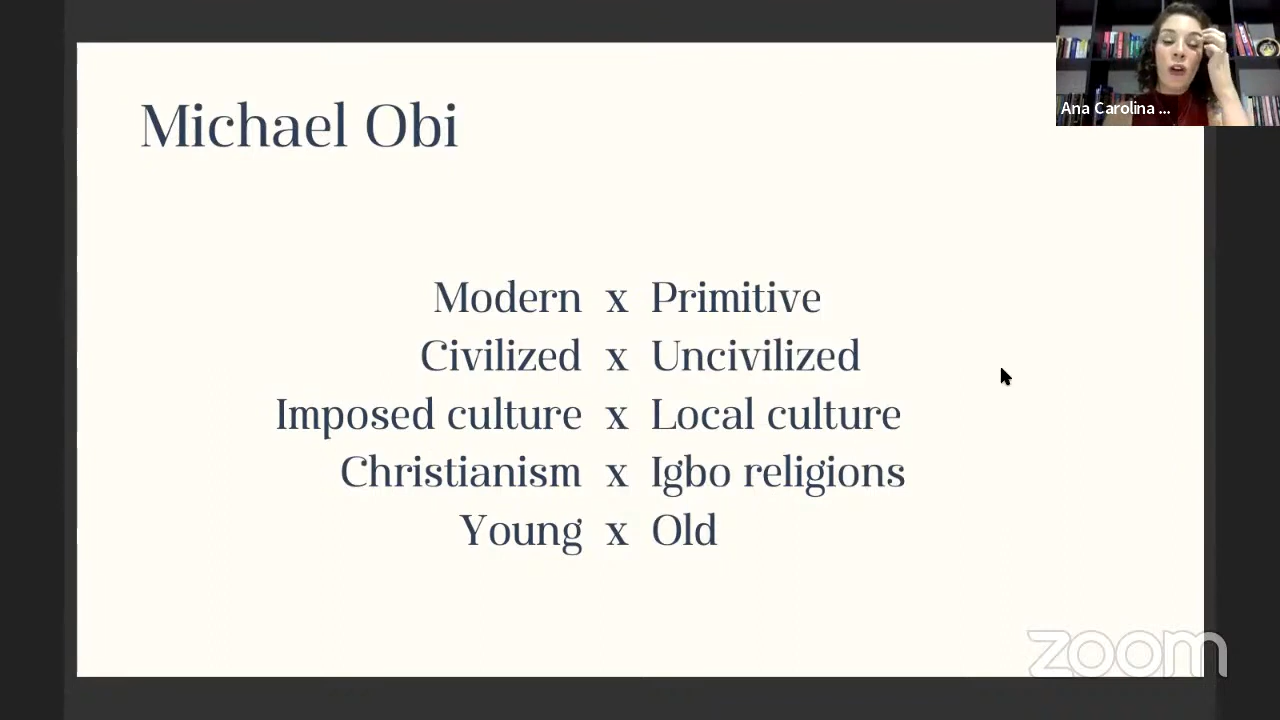 Michael Obi
Ana Carolina ...
Modern x Primitive
Civilized x Uncivilized
Imposed culture x Local culture
Christianism x Igbo religions
Young x Old
zoom